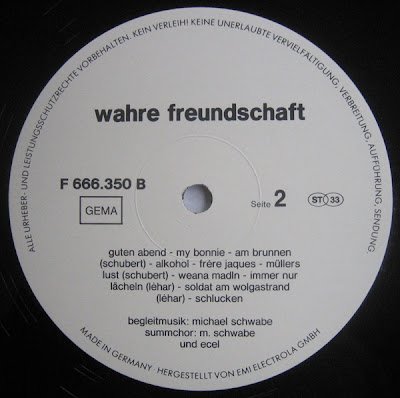 ALLE URHEBER- UND LEISTUNGSSCHUTZRECHTE VORBEHALTEN. KEIN VERLEIH! KEINE UNERLAUBTE VERVIELFÄLTIGUNG, VERBREITUNG, AUFFÜHRUNG, SENDUNG
wahre freundschaft
F 666.350 B
GEMA
Seite 2
ST 33
guten abend - my bonnie - am brunnen
(schubert) - alkohol - frére jaques - müllers
lust (schubert) - weana madln - immer nur
lächeln (léhar) - soldat am wolgastrand
(léhar) - schlucken
begleitmusik: michael schwabe
summchor: m. schwabe
und ecel
MADE IN GERMANY · HERGESTELLT VON EMI ELECTROLA GMBH